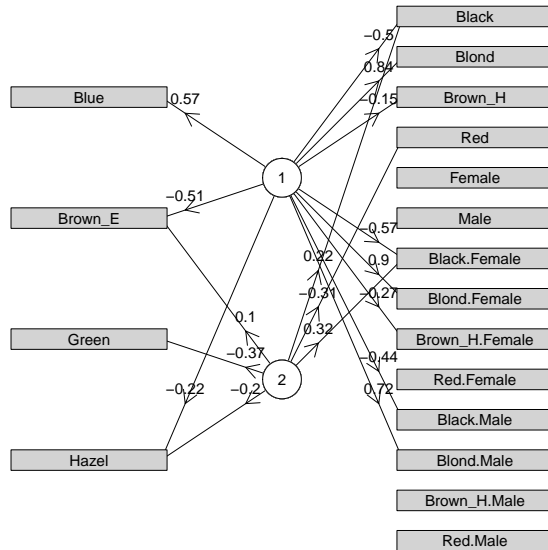 Black
−0.5
Blond
0.84
Blue
0.57
−0.15
Brown_H
Red
1
Female
−0.51
Brown_E
Male
−0.57
Black.Female
0.22
0.9
−0.31
−0.27
Blond.Female
0.1
0.32
Green
Brown_H.Female
−0.37
−0.44
2
Red.Female
−0.22
−0.2
0.72
Black.Male
Hazel
Blond.Male
Brown_H.Male
Red.Male